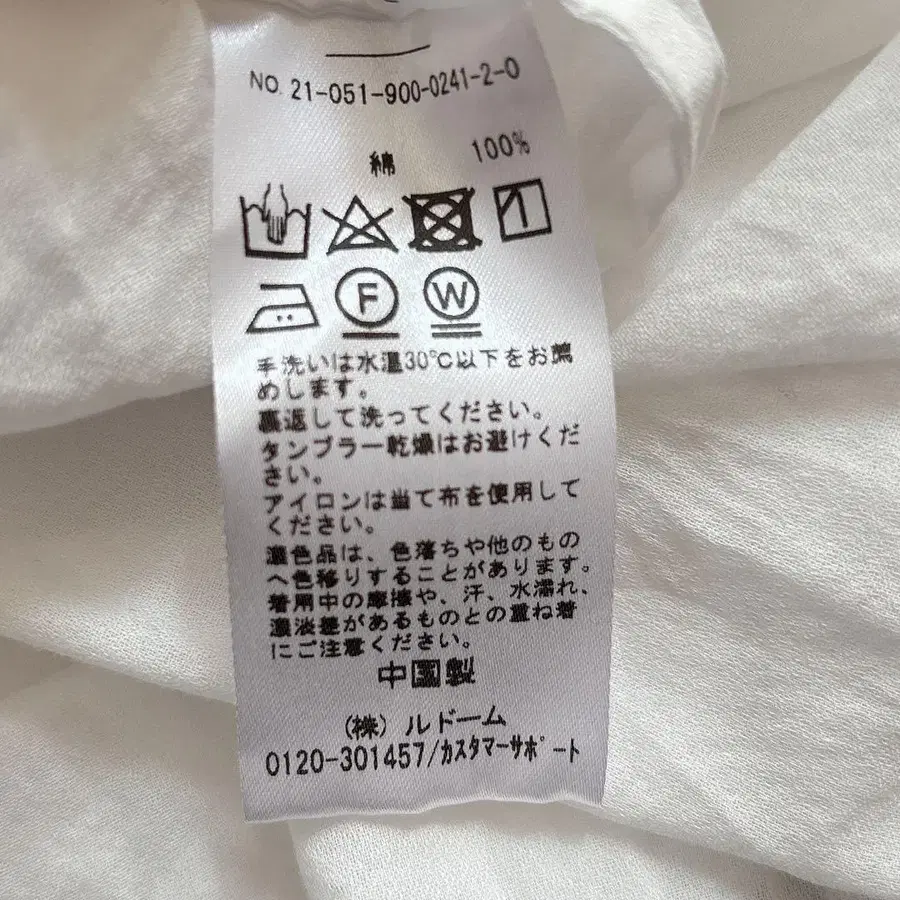 NO. 21-051-900-0241-2-0
綿 100%
F W
手洗いは水温30℃以下をお薦
めします。
裏返して洗ってください。
タンブラー乾燥はお避けくだ
さい。
アイロンは当て布を使用して
ください。
濃色品は、色落ちや他のもの
へ色移りすることがあります。
着用中の摩擦や、汗、水濡れ、
濃淡差があるものとの重ね着
にご注意ください。
中国製
(株) ルドーム
0120-301457/カスタマーサポート